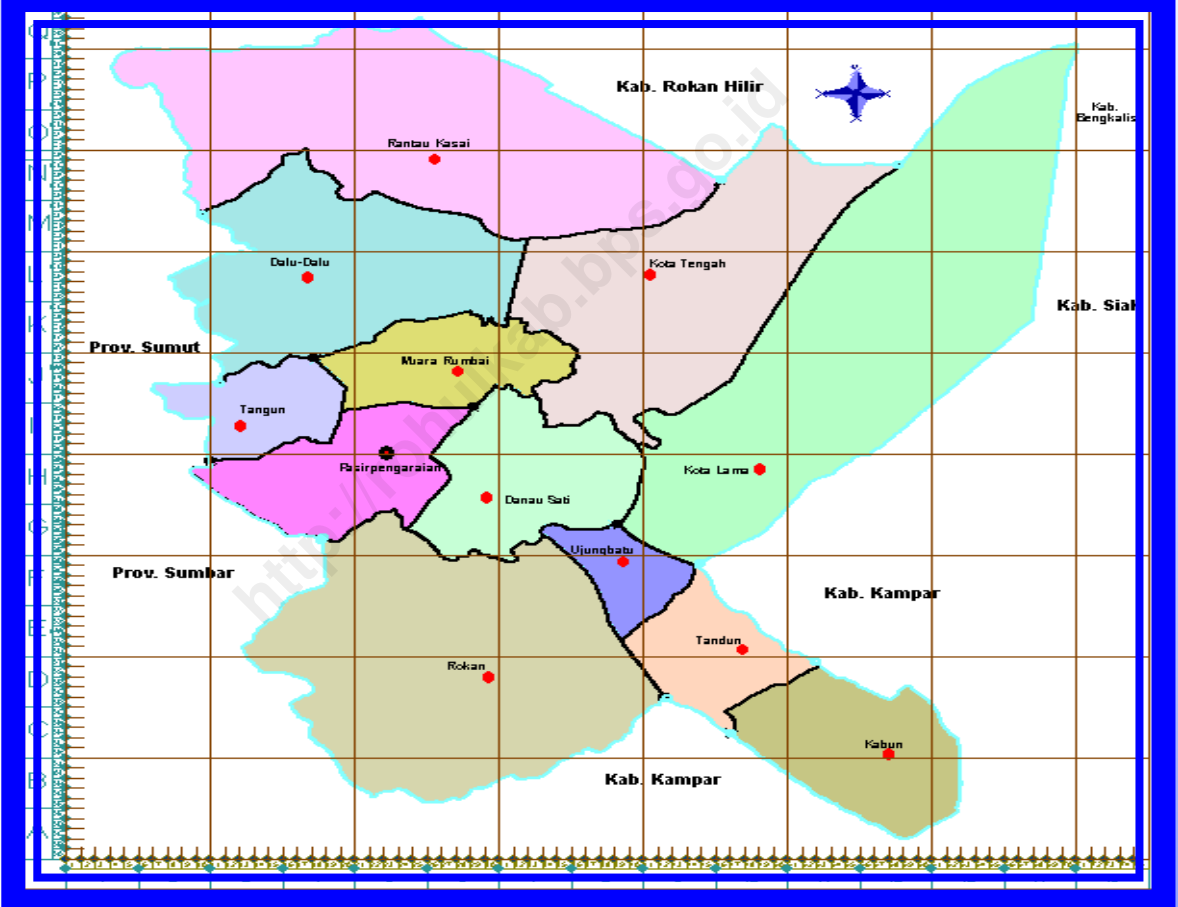 Q
P
Kab. Rokan Hilir
Kab.
Bengkalis
O
Rantau Kasai
N
M
Dalu-Dalu
Kota Tengah
L
Kab. Siak
K
Prov. Sumut
Muara Rumbai
J
Tangun
I
Pasirpengaraian
Kota Lama
H
Danau Sati
G
Ujungbatu
Prov. Sumbar
F
Kab. Kampar
E
Tandun
Rokan
D
C
Kabun
Kab. Kampar
B
A
http://rohulkab.bps.go.id